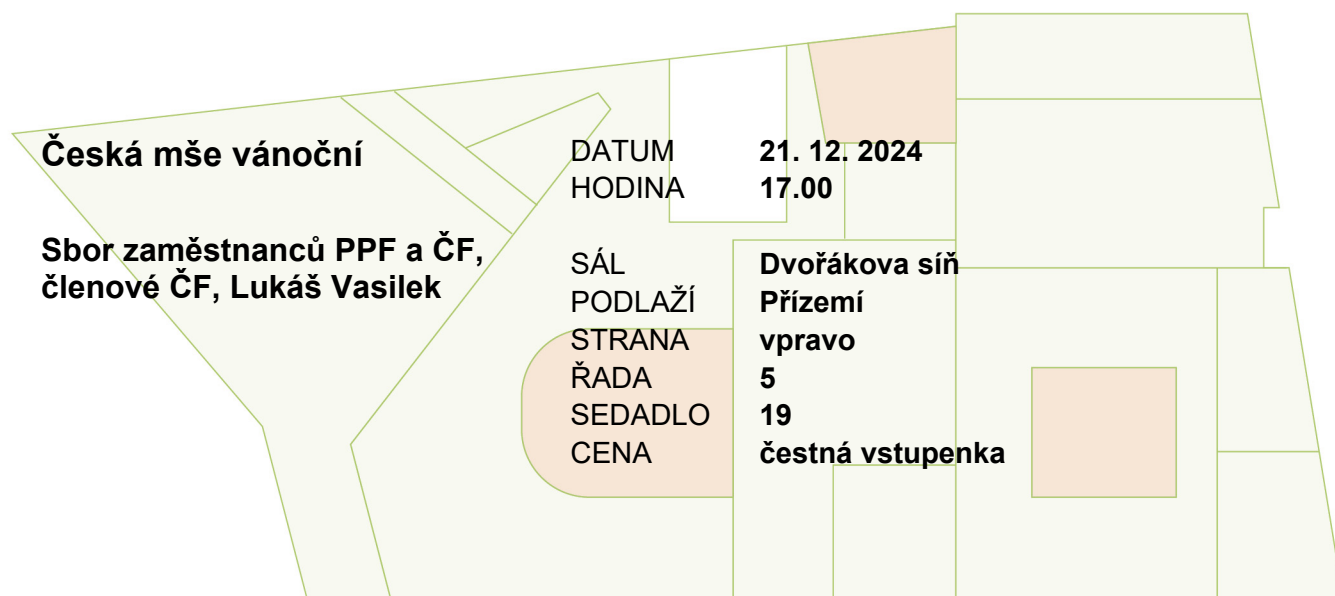 Česká mše vánoční
Sbor zaměstnanců PPF a ČF,
členové ČF, Lukáš Vasilek
DATUM 21. 12. 2024
HODINA 17.00
SÁL Dvořákova síň
PODLAŽÍ Přízemí
STRANA vpravo
ŘADA 5
SEDADLO 19
CENA čestná vstupenka